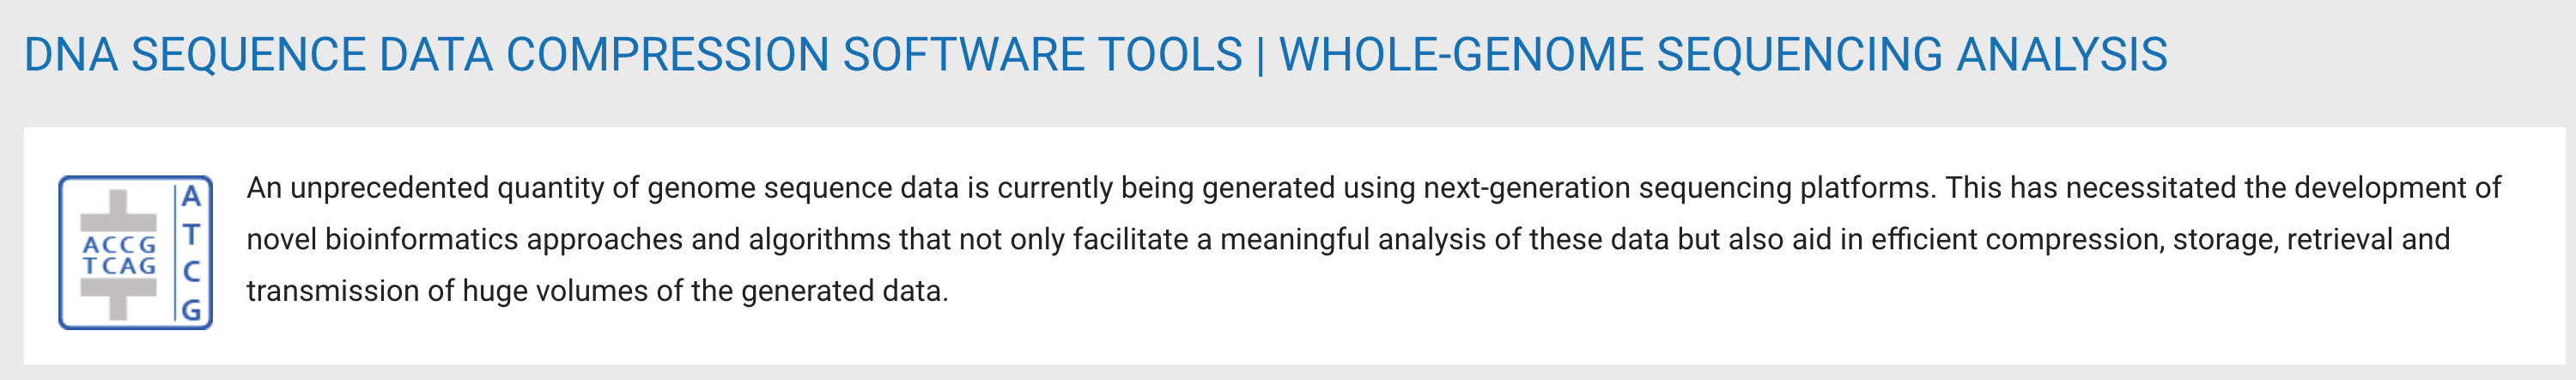 DNA SEQUENCE DATA COMPRESSION SOFTWARE TOOLS | WHOLE-GENOME SEQUENCING ANALYSIS
ACCG
TCAG
A
T
C
G
An unprecedented quantity of genome sequence data is currently being generated using next-generation sequencing platforms. This has necessitated the development of
novel bioinformatics approaches and algorithms that not only facilitate a meaningful analysis of these data but also aid in efficient compression, storage, retrieval and
transmission of huge volumes of the generated data.